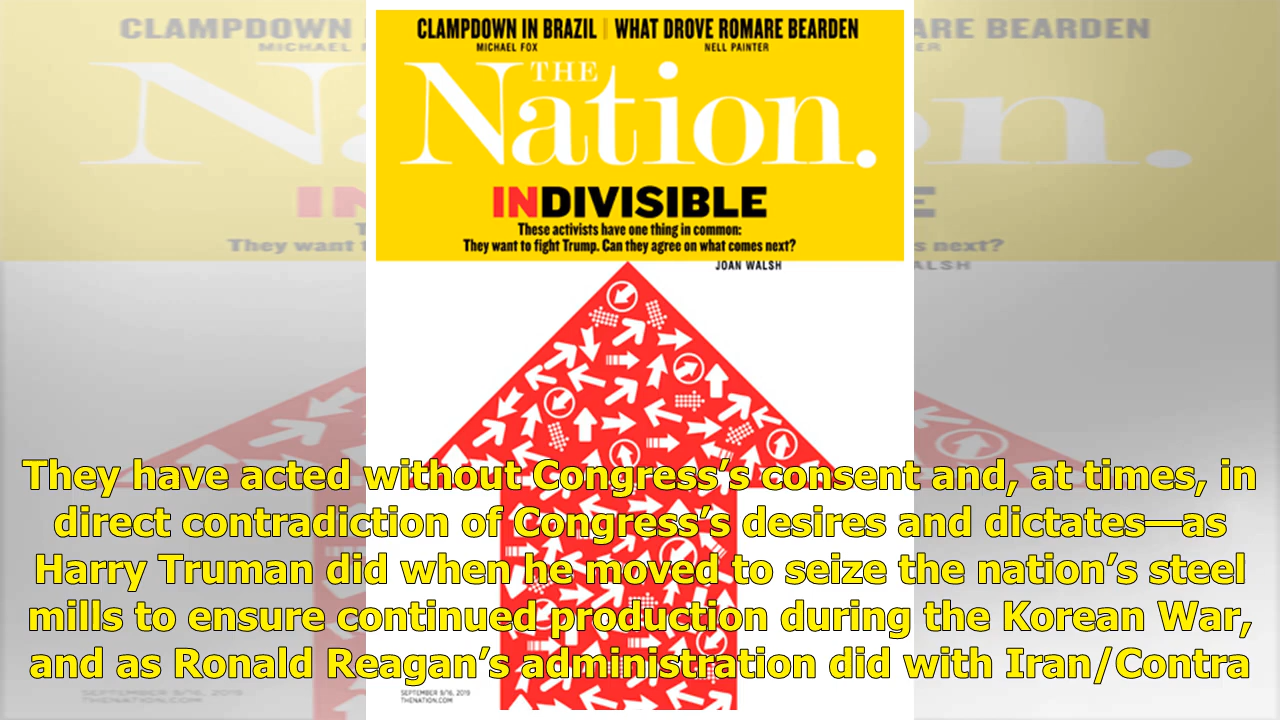 CLAMPDOWN IN BRAZIL | WHAT DROVE ROMARE BEARDEN
MICHAEL FOX NELL PAINTER
THE
Nation.
INDIVISIBLE
These activists have one thing in common:
They want to fight Trump. Can they agree on what comes next?
JOAN WALSH
They have acted without Congress’s consent and, at times, in
direct contradiction of Congress’s desires and dictates—as
Harry Truman did when he moved to seize the nation’s steel
mills to ensure continued production during the Korean War,
and as Ronald Reagan’s administration did with Iran/Contra
SEPTEMBER 9/16, 2019
THENATION.COM